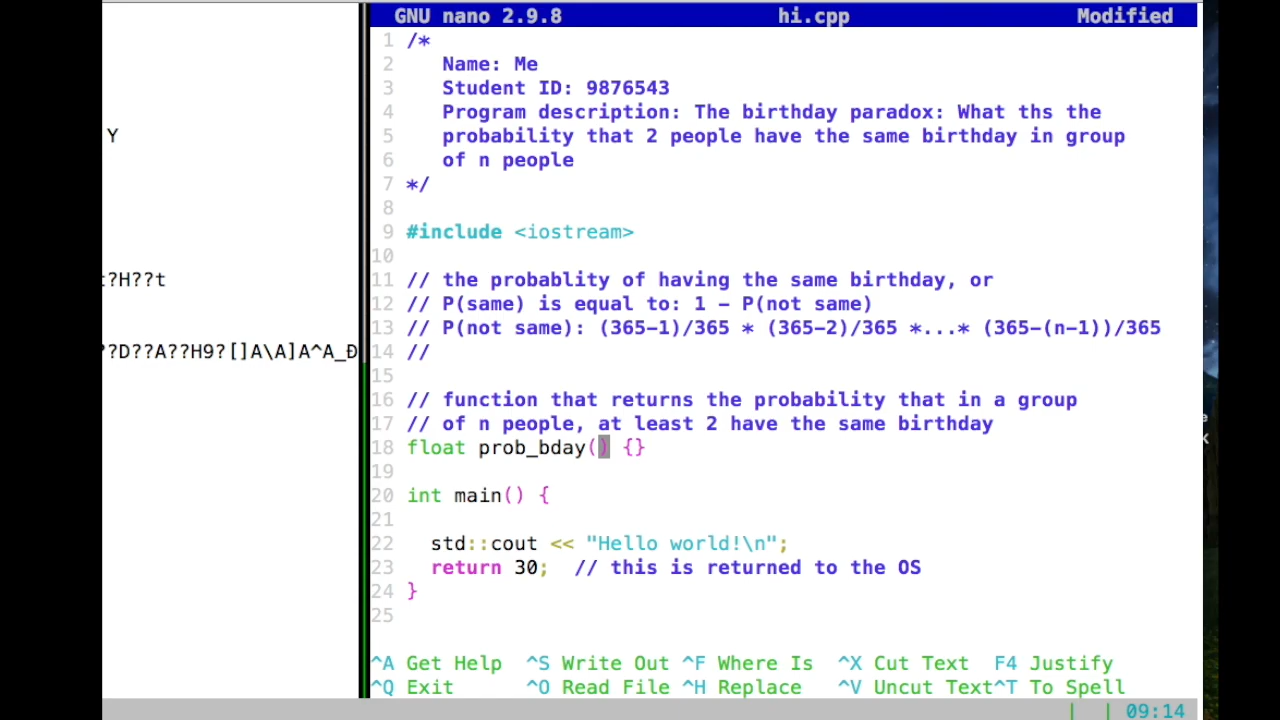 GNU nano 2.9.8 hi.cpp Modified
1 /*
2 Name: Me
3 Student ID: 9876543
4 Program description: The birthday paradox: What ths the
5 probability that 2 people have the same birthday in group
6 of n people
7 */
8
9 #include <iostream>
10
11 // the probablity of having the same birthday, or
12 // P(same) is equal to: 1 - P(not same)
13 // P(not same): (365-1)/365 * (365-2)/365 *...* (365-(n-1))/365
14 //
15
16 // function that returns the probability that in a group
17 // of n people, at least 2 have the same birthday
18 float prob_bday() {}
19
20 int main() {
21
22 std::cout << "Hello world!\n";
23 return 30; // this is returned to the OS
24 }
25
^A Get Help ^S Write Out ^F Where Is ^X Cut Text F4 Justify
^Q Exit ^O Read File ^H Replace ^V Uncut Text^T To Spell
09:14
Y
?H??t
?D??A??H9?[]A\A]A^A_Ð